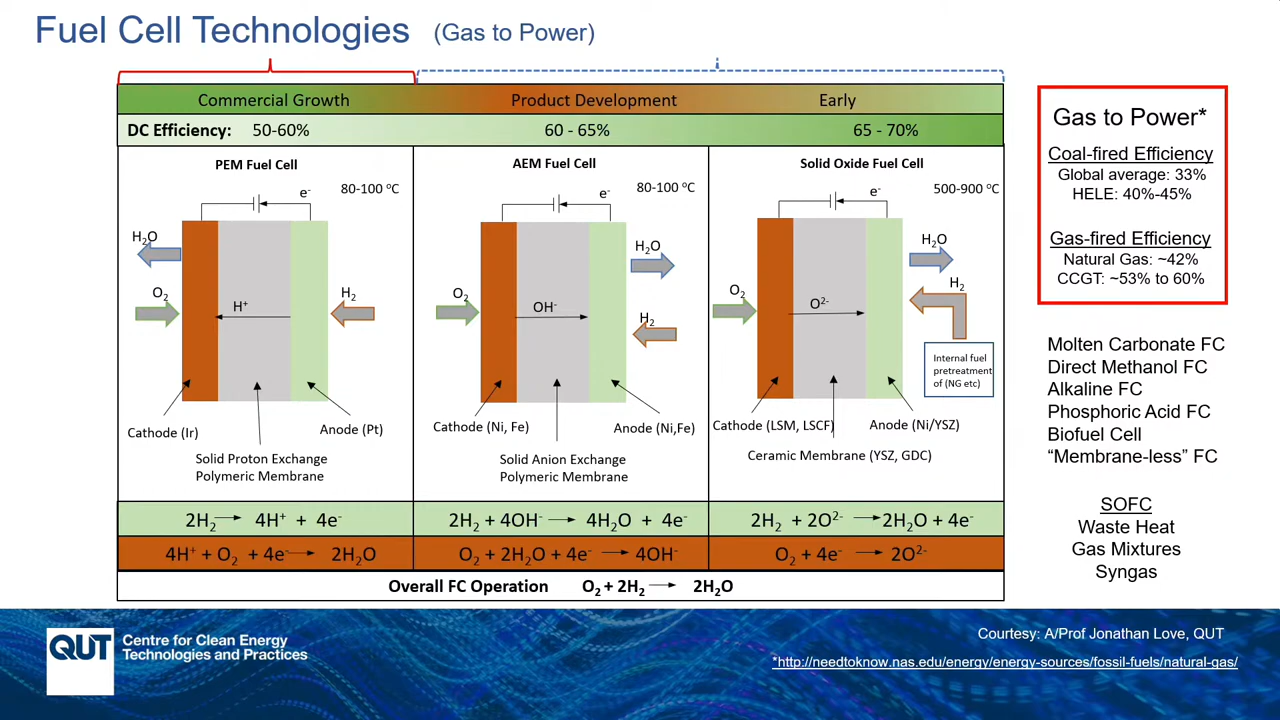 Fuel Cell Technologies (Gas to Power)
Commercial Growth Product Development Early
DC Efficiency: 50-60% 60 - 65% 65 - 70%
PEM Fuel Cell
80-100 ºC
e-
H2O
O2
H+
H2
Cathode (Ir)
Anode (Pt)
Solid Proton Exchange
Polymeric Membrane
AEM Fuel Cell
80-100 ºC
e-
H2O
O2
OH-
H2
Cathode (Ni, Fe)
Anode (Ni,Fe)
Solid Anion Exchange
Polymeric Membrane
Solid Oxide Fuel Cell
500-900 ºC
e-
H2O
O2
O2-
H2
Internal fuel
pretreatment
of (NG etc)
Cathode (LSM, LSCF)
Anode (Ni/YSZ)
Ceramic Membrane (YSZ, GDC)
2H2 → 4H+ + 4e-
2H2 + 4OH- → 4H2O + 4e-
2H2 + 2O2- → 2H2O + 4e-
4H+ + O2 + 4e- → 2H2O
O2 + 2H2O + 4e- → 4OH-
O2 + 4e- → 2O2-
Overall FC Operation O2 + 2H2 → 2H2O
Gas to Power*
Coal-fired Efficiency
Global average: 33%
HELE: 40%-45%
Gas-fired Efficiency
Natural Gas: ~42%
CCGT: ~53% to 60%
Molten Carbonate FC
Direct Methanol FC
Alkaline FC
Phosphoric Acid FC
Biofuel Cell
“Membrane-less” FC
SOFC
Waste Heat
Gas Mixtures
Syngas
QUT
Centre for Clean Energy
Technologies and Practices
Courtesy: A/Prof Jonathan Love, QUT
*http://needtoknow.nas.edu/energy/energy-sources/fossil-fuels/natural-gas/